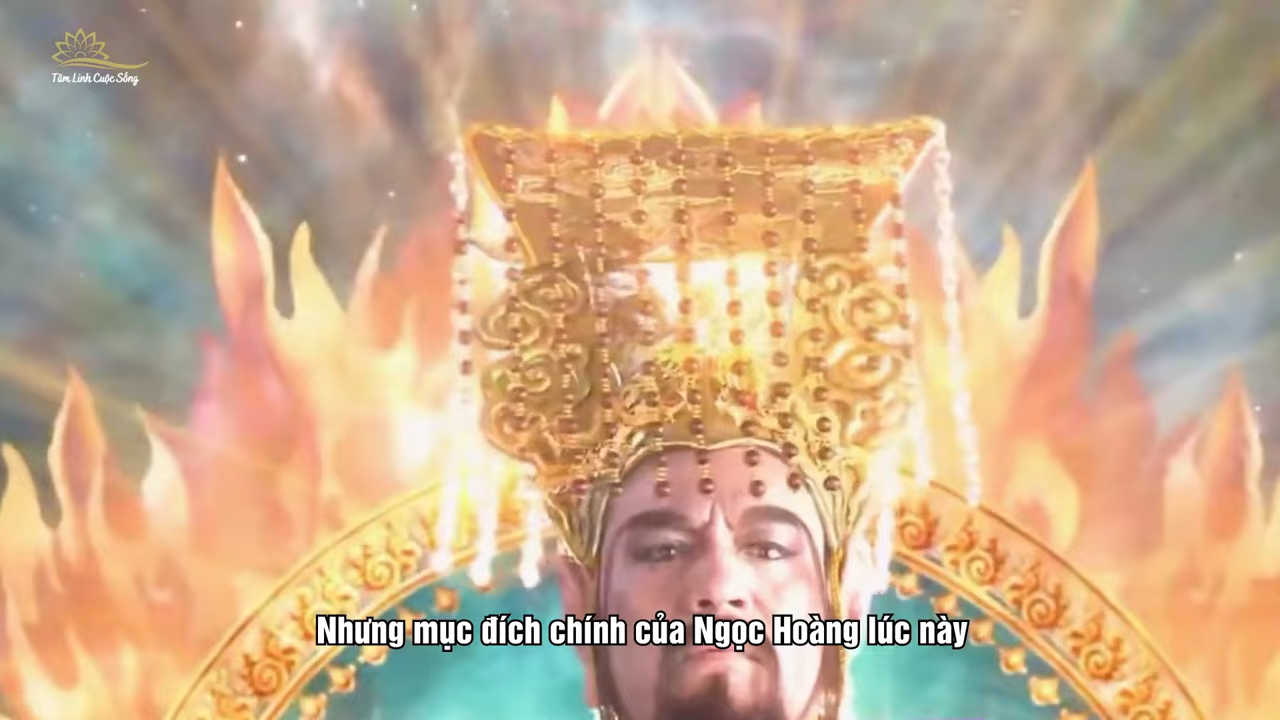 Tâm Linh Cuộc Sống
Nhưng mục đích chính của Ngọc Hoàng lúc này